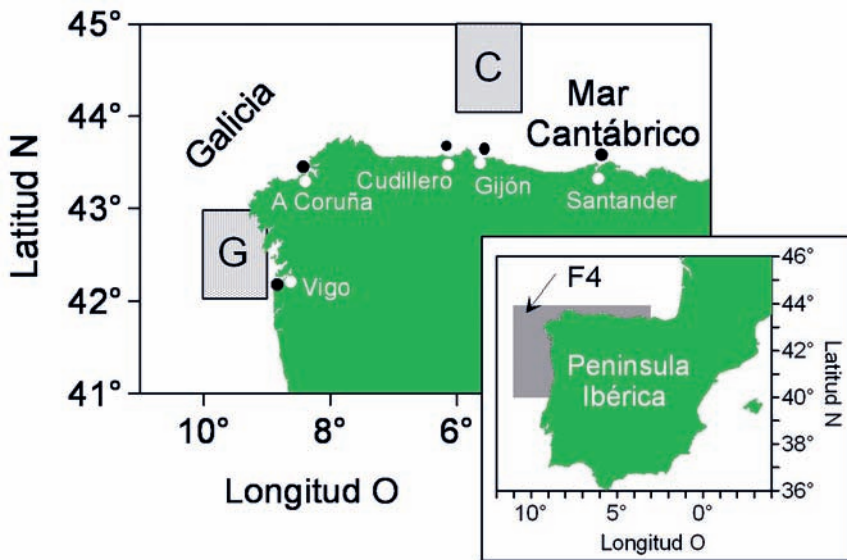 45°
44°
43°
42°
41°
Latitud N
10°
8°
6°
Longitud O
Galicia
C
Mar
Cantábrico
G
A Coruña
Cudillero
Gijón
Santander
Vigo
F4
Peninsula
Ibérica
46°
44°
42°
40°
38°
36°
Latitud N
10°
5°
0°
Longitud O